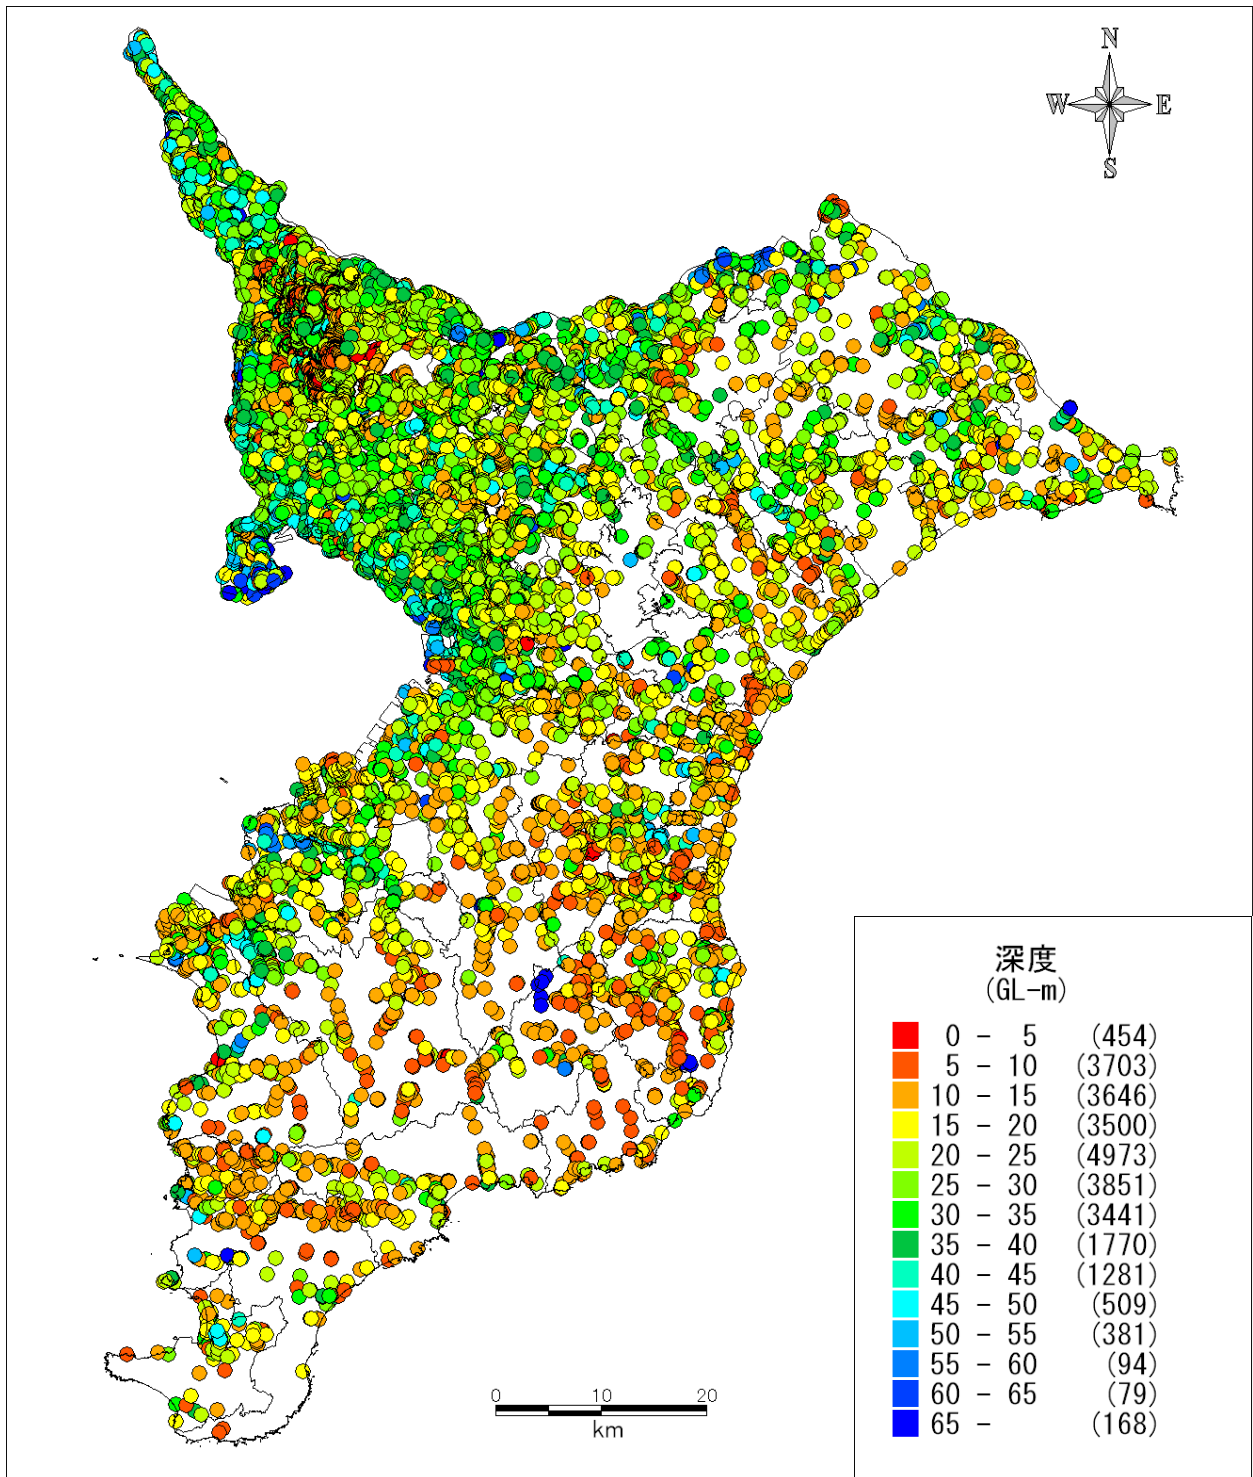 N
W E
S
深度
(GL-m)
0 - 5 (454)
5 - 10 (3703)
10 - 15 (3646)
15 - 20 (3500)
20 - 25 (4973)
25 - 30 (3851)
30 - 35 (3441)
35 - 40 (1770)
40 - 45 (1281)
45 - 50 (509)
50 - 55 (381)
55 - 60 (94)
60 - 65 (79)
65 - (168)
0 10 20
km